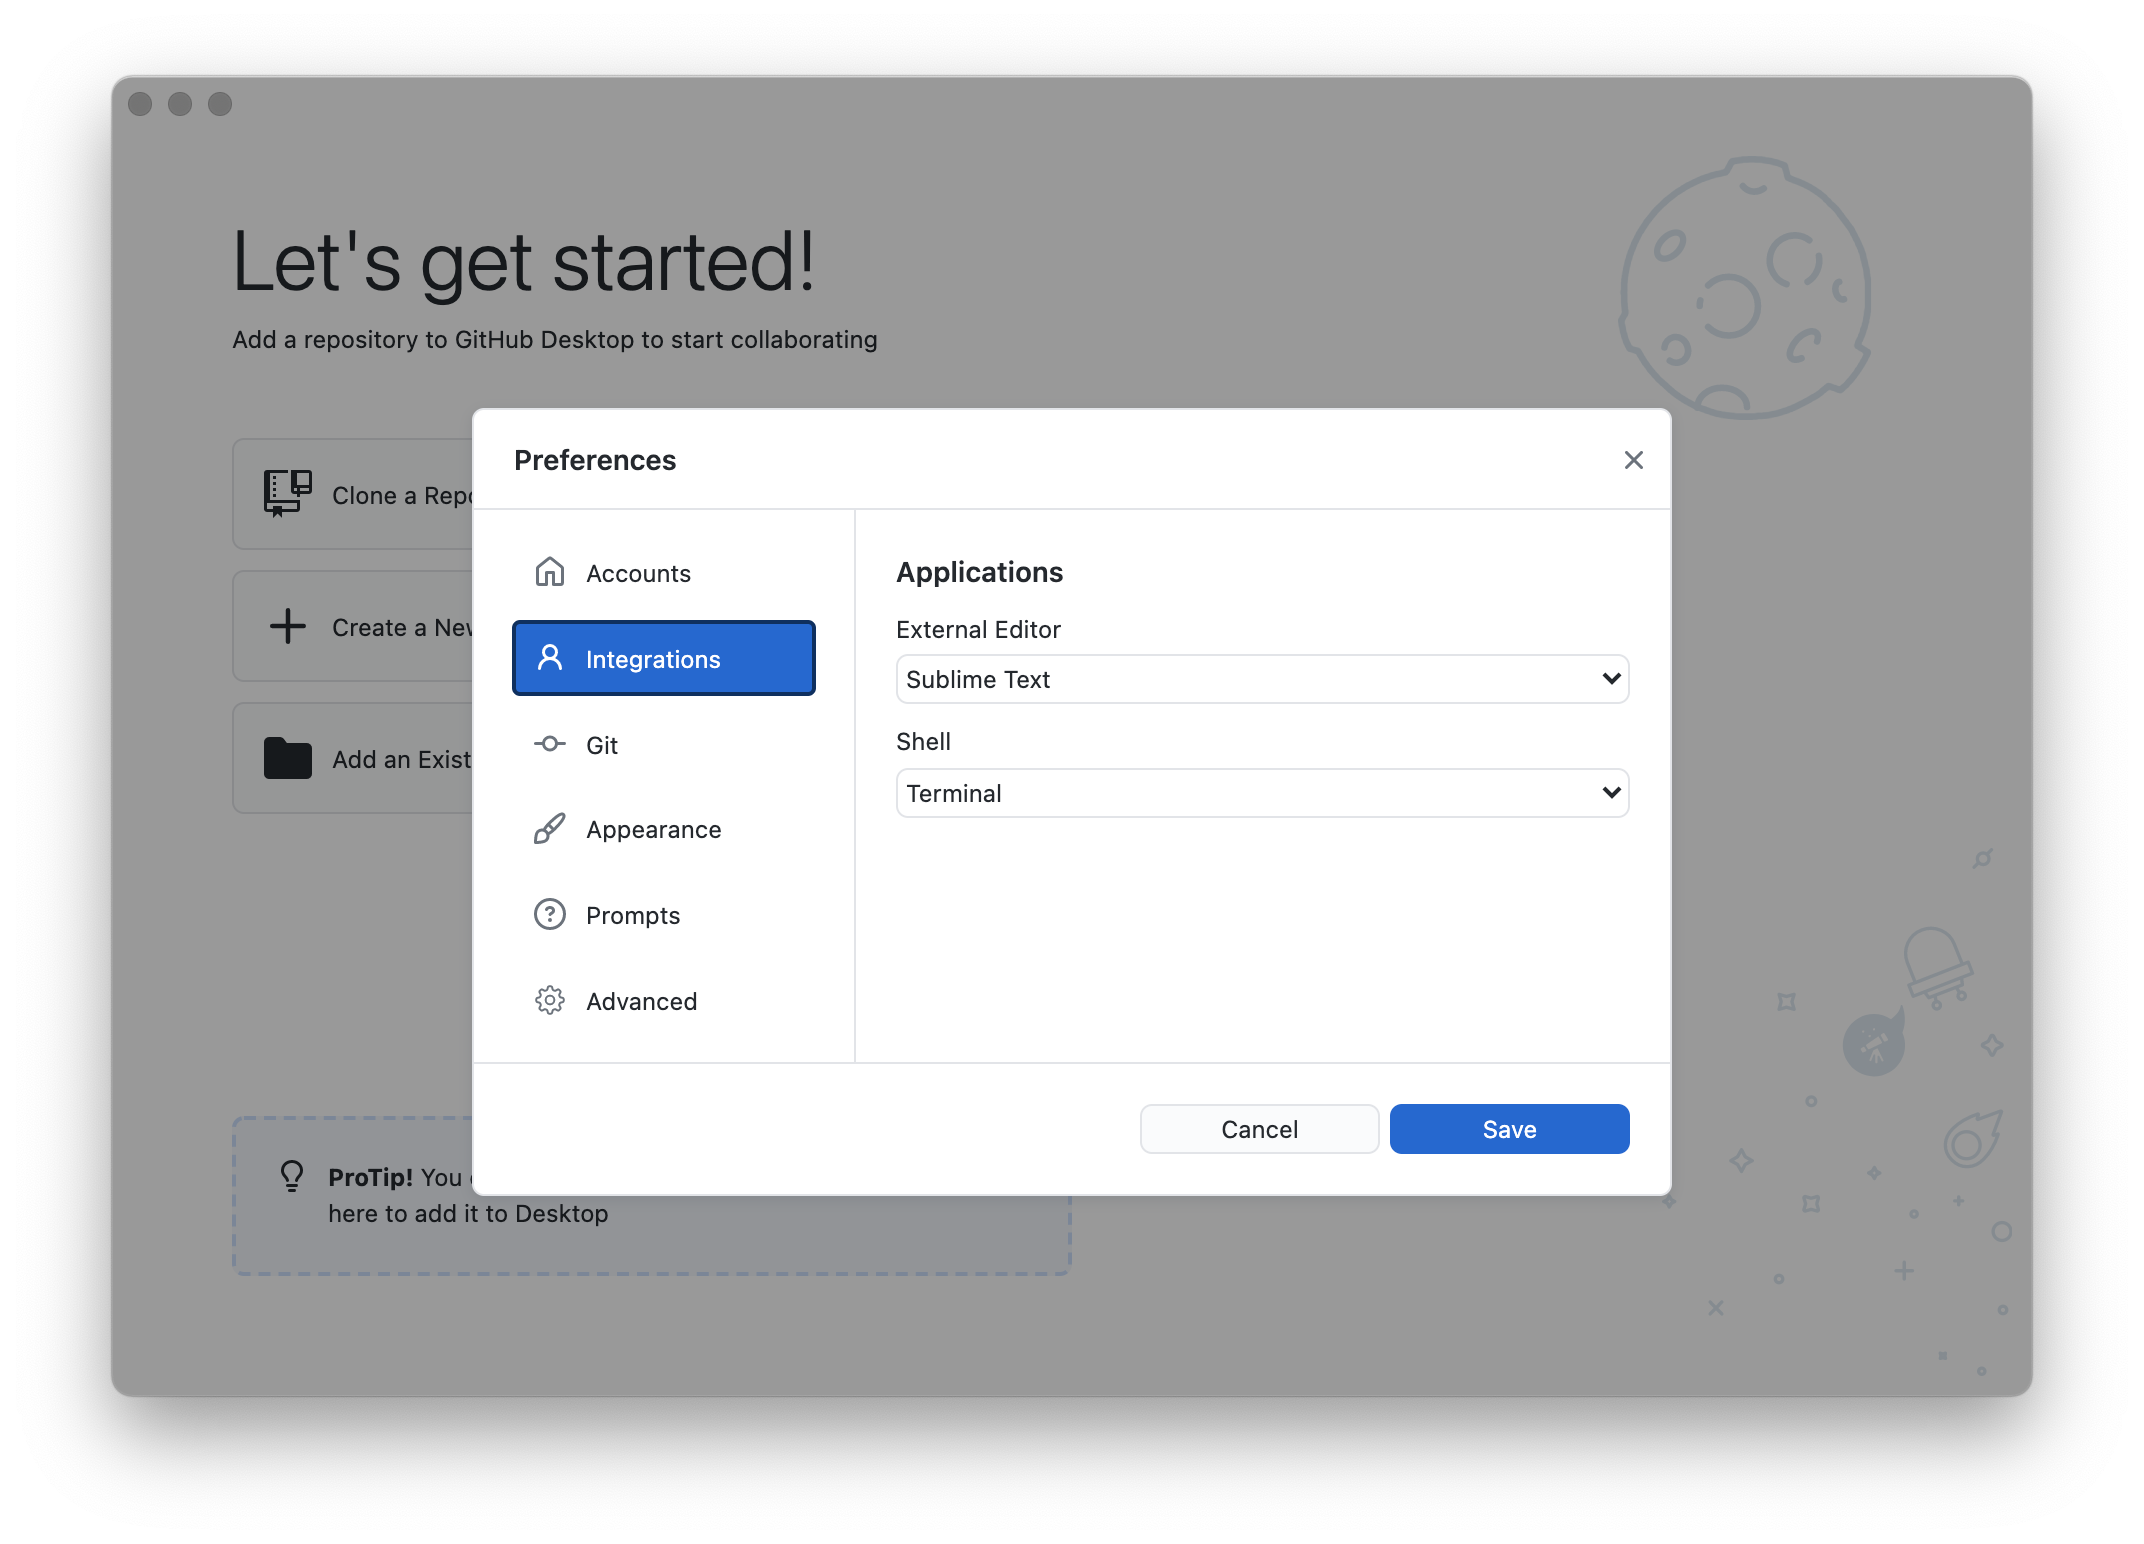 Let's get started!
Add a repository to GitHub Desktop to start collaborating
Clone a Repo
Create a New
Add an Exist
ProTip! You
here to add it to Desktop
Preferences
Accounts
Integrations
Git
Appearance
Prompts
Advanced
Applications
External Editor
Sublime Text
Shell
Terminal
Cancel
Save